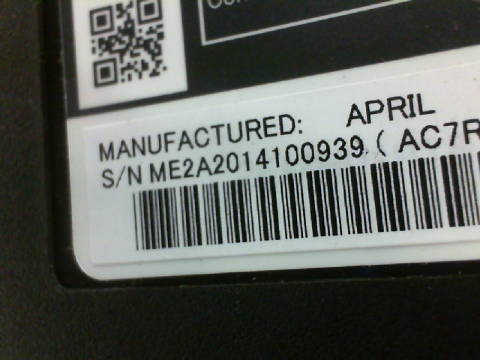 MANUFACTURED: APRIL
S/N ME2A2014100939 ( AC7R